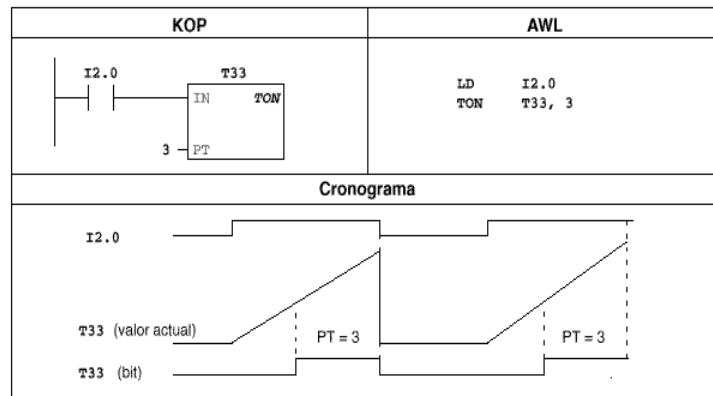 KOP
AWL
I2.0
T33
IN TON
3 PT
LD I2.0
TON T33, 3
Cronograma
I2.0
T33 (valor actual)
PT = 3
PT = 3
T33 (bit)